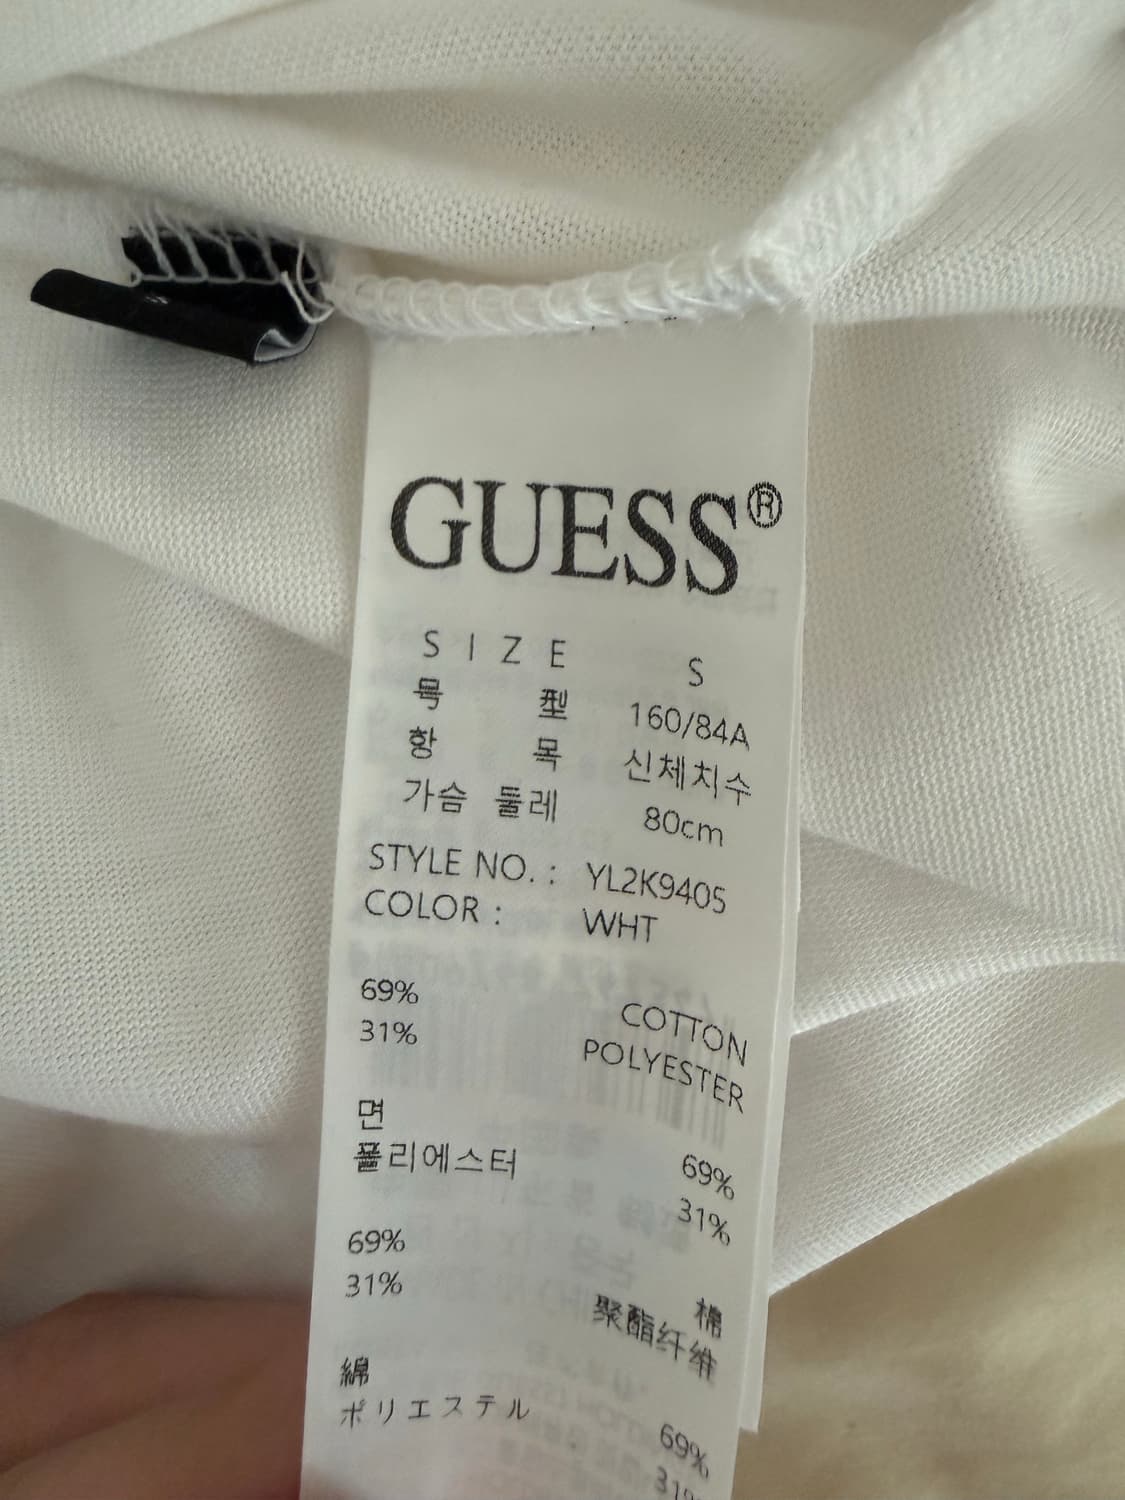 GUESS®
SIZE S
号型 160/84A
항목 신체치수
가슴 둘레 80cm
STYLE NO.: YL2K9405
COLOR: WHT
69% COTTON
31% POLYESTER
면 69%
폴리에스터 31%
69% 棉
31% 聚酯纤维
綿 69%
ポリエステル 31%